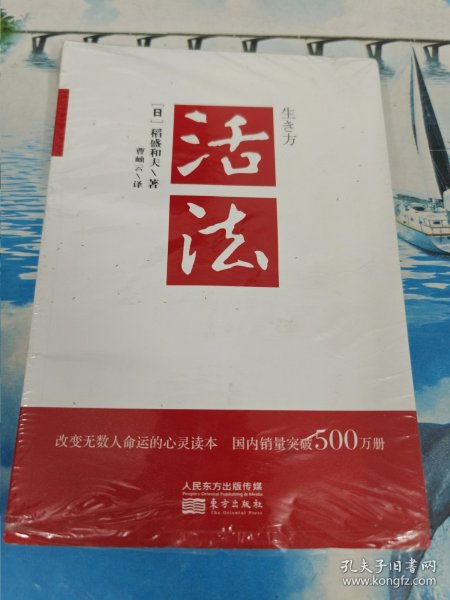 生き方
活法
[日]稻盛和夫\著
曹岫云\译
改变无数人命运的心灵读本 国内销量突破500万册
人民东方出版传媒
People's Oriental Publishing & Media
东方出版社
The Oriental Press
孔夫子旧书网
www.kongfz.com